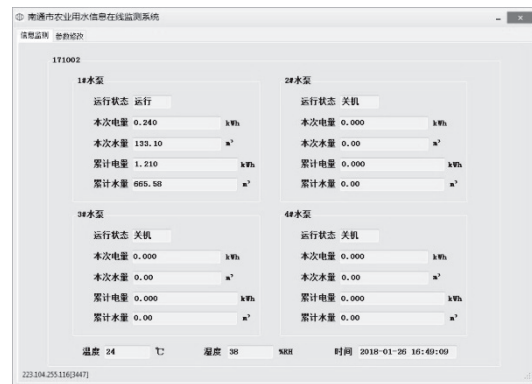 南通市农业用水信息在线监测系统
信息监测 参数修改
171002
1#水泵
运行状态 运行
本次电量 0.240 kWh
本次水量 133.10 m³
累计电量 1.210 kWh
累计水量 665.58 m³
2#水泵
运行状态 关机
本次电量 0.000 kWh
本次水量 0.00 m³
累计电量 0.000 kWh
累计水量 0.00 m³
3#水泵
运行状态 关机
本次电量 0.000 kWh
本次水量 0.00 m³
累计电量 0.000 kWh
累计水量 0.00 m³
4#水泵
运行状态 关机
本次电量 0.000 kWh
本次水量 0.00 m³
累计电量 0.000 kWh
累计水量 0.00 m³
温度 24 ℃ 湿度 38 %RH 时间 2018-01-26 16:49:09
223.104.255.116[3447]